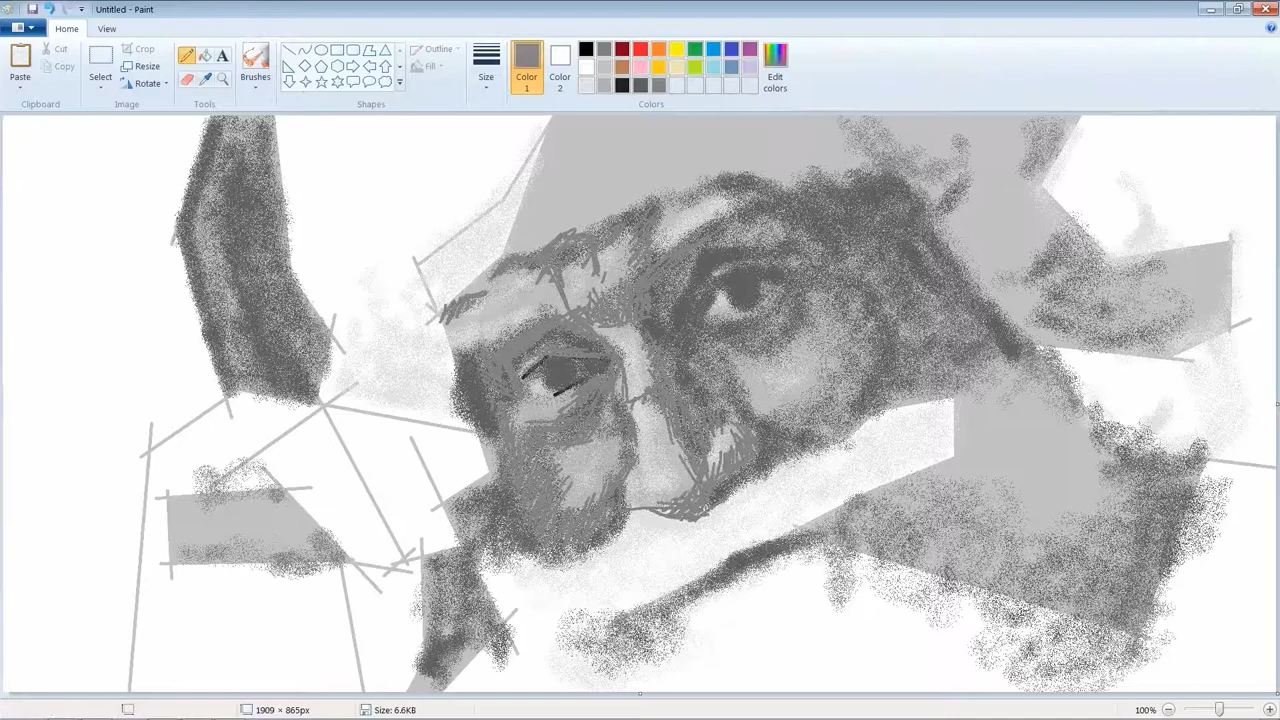 Untitled - Paint
Home View
Paste
Cut
Copy
Clipboard
Select
Crop
Resize
Rotate
Image
A
Tools
Brushes
Outline
Fill
Shapes
Size
Color 1
Color 2
Edit colors
Colors
1909 × 865px
Size: 6.6KB
100%